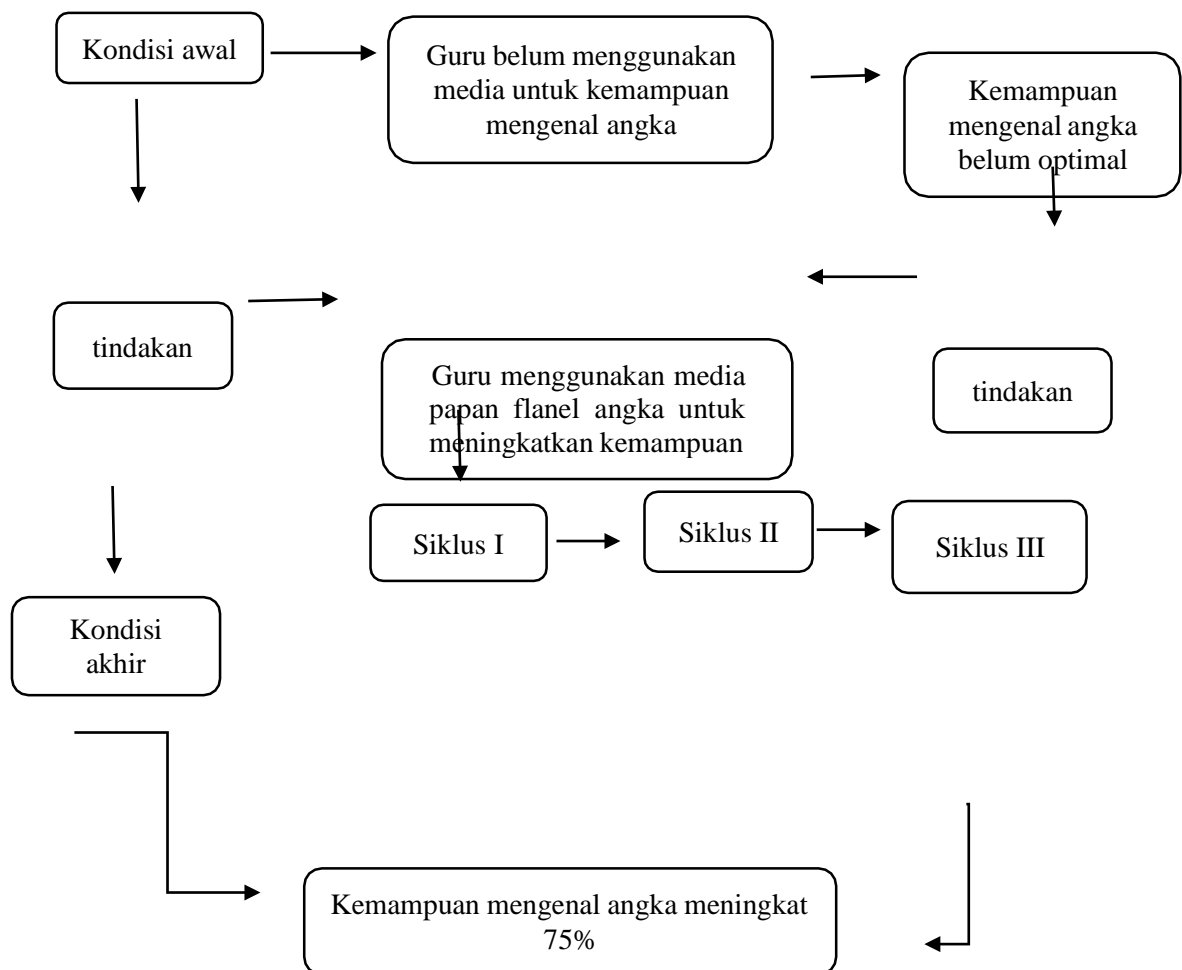 Kondisi awal
Guru belum menggunakan
media untuk kemampuan
mengenal angka
Kemampuan
mengenal angka
belum optimal
tindakan
Guru menggunakan media
papan flanel angka untuk
meningkatkan kemampuan
tindakan
Siklus I
Siklus II
Siklus III
Kondisi
akhir
Kemampuan mengenal angka meningkat
75%